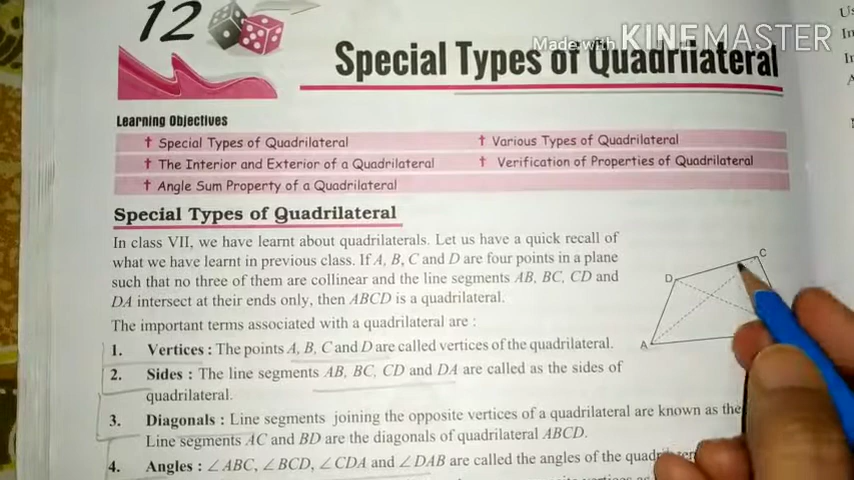 12
Made with KINEMASTER
Special Types of Quadrilateral
Learning Objectives
† Special Types of Quadrilateral
† Various Types of Quadrilateral
† The Interior and Exterior of a Quadrilateral
† Verification of Properties of Quadrilateral
† Angle Sum Property of a Quadrilateral
Special Types of Quadrilateral
In class VII, we have learnt about quadrilaterals. Let us have a quick recall of
what we have learnt in previous class. If A, B, C and D are four points in a plane
such that no three of them are collinear and the line segments AB, BC, CD and
DA intersect at their ends only, then ABCD is a quadrilateral.
C
D
A
The important terms associated with a quadrilateral are :
1. Vertices : The points A, B, C and D are called vertices of the quadrilateral.
2. Sides : The line segments AB, BC, CD and DA are called as the sides of
quadrilateral.
3. Diagonals : Line segments joining the opposite vertices of a quadrilateral are known as the
Line segments AC and BD are the diagonals of quadrilateral ABCD.
4. Angles : ∠ABC, ∠BCD, ∠CDA and ∠DAB are called the angles of the